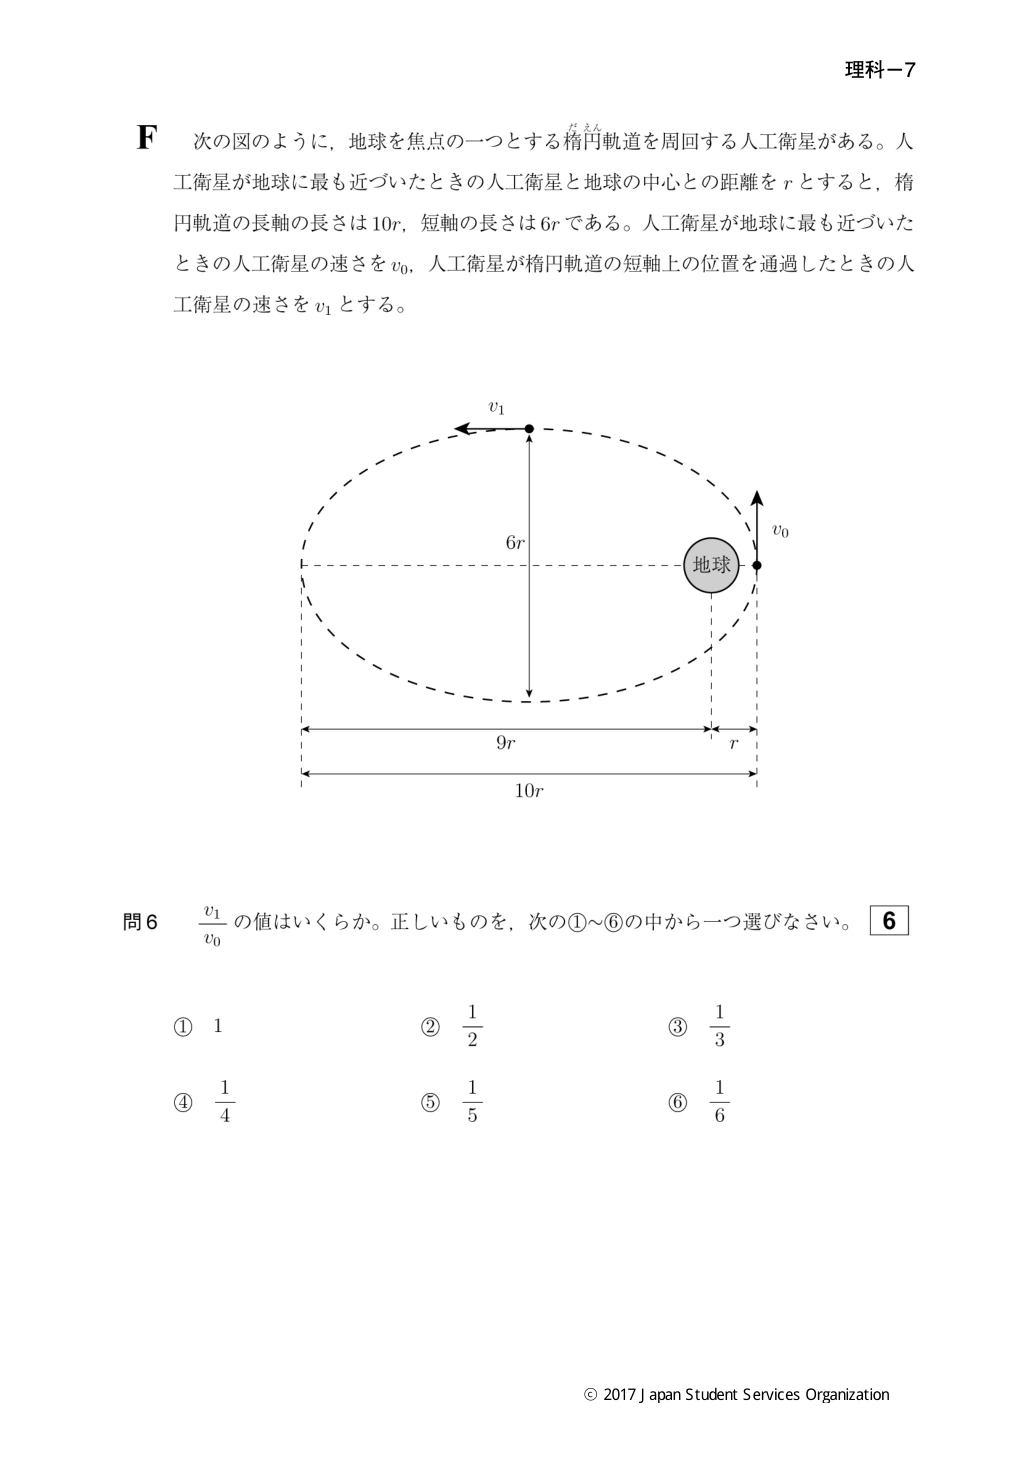 理科－7
F 次の図のように，地球を焦点の一つとする楕円軌道を周回する人工衛星がある。人
だ えん
工衛星が地球に最も近づいたときの人工衛星と地球の中心との距離を r とすると，楕
円軌道の長軸の長さは 10r，短軸の長さは 6r である。人工衛星が地球に最も近づいた
ときの人工衛星の速さを v₀，人工衛星が楕円軌道の短軸上の位置を通過したときの人
工衛星の速さを v₁ とする。
v₁
v₀
6r
地球
9r
r
10r
問6 v₁/v₀ の値はいくらか。正しいものを，次の①～⑥の中から一つ選びなさい。 6
① 1 ② 1/2 ③ 1/3
④ 1/4 ⑤ 1/5 ⑥ 1/6
© 2017 Japan Student Services Organization